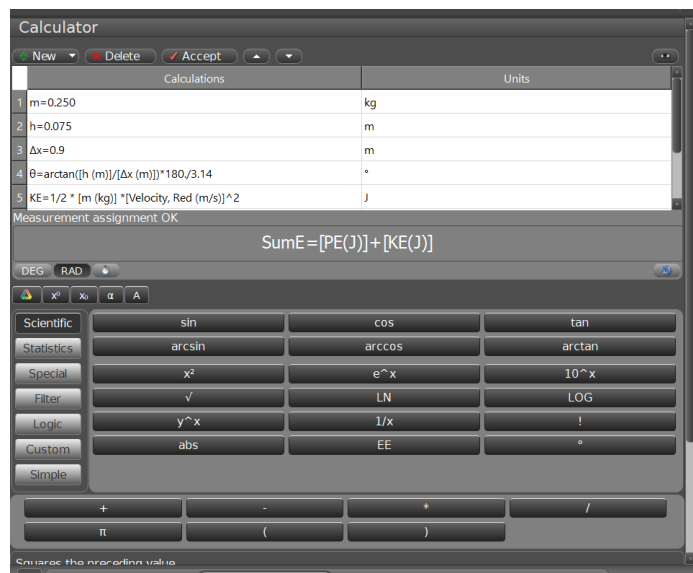 Calculator
New Delete Accept
Calculations Units
1 m=0.250 kg
2 h=0.075 m
3 Δx=0.9 m
4 θ=arctan([h (m)]/[Δx (m)])*180./3.14 °
5 KE=1/2 * [m (kg)] *[Velocity, Red (m/s)]^2 J
Measurement assignment OK
SumE=[PE(J)]+[KE(J)]
DEG RAD
x⁰ x₀ α A
Scientific sin cos tan
Statistics arcsin arccos arctan
Special x² e^x 10^x
Filter √ LN LOG
Logic y^x 1/x !
Custom abs EE °
Simple
+ - * /
π ( )
Squares the preceding value